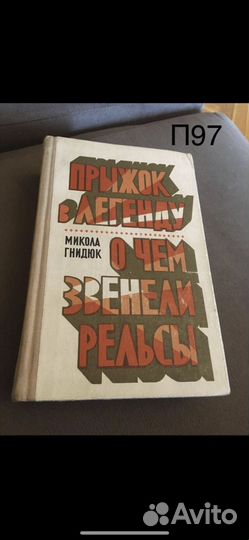 П97
ПРЫЖОК
В ЛЕГЕНДУ
МИКОЛА
ГНИДЮК
О ЧЕМ
ЗВЕНЕЛИ
РЕЛЬСЫ
Avito